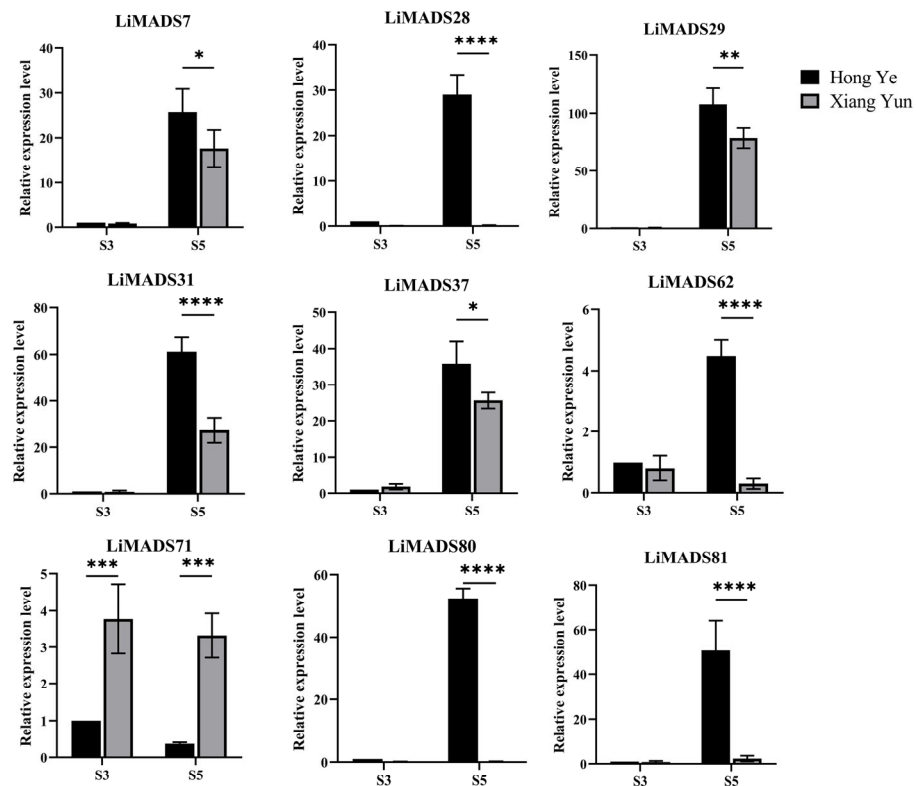 LiMADS7
Relative expression level
40
30
20
10
0
*
S3 S5
LiMADS28
Relative expression level
40
30
20
10
0
****
S3 S5
LiMADS29
Relative expression level
150
100
50
0
**
S3 S5
Hong Ye
Xiang Yun
LiMADS31
Relative expression level
80
60
40
20
0
****
S3 S5
LiMADS37
Relative expression level
50
40
30
20
10
0
*
S3 S5
LiMADS62
Relative expression level
6
4
2
0
****
S3 S5
LiMADS71
Relative expression level
5
4
3
2
1
0
*** ***
S3 S5
LiMADS80
Relative expression level
60
40
20
0
****
S3 S5
LiMADS81
Relative expression level
80
60
40
20
0
****
S3 S5